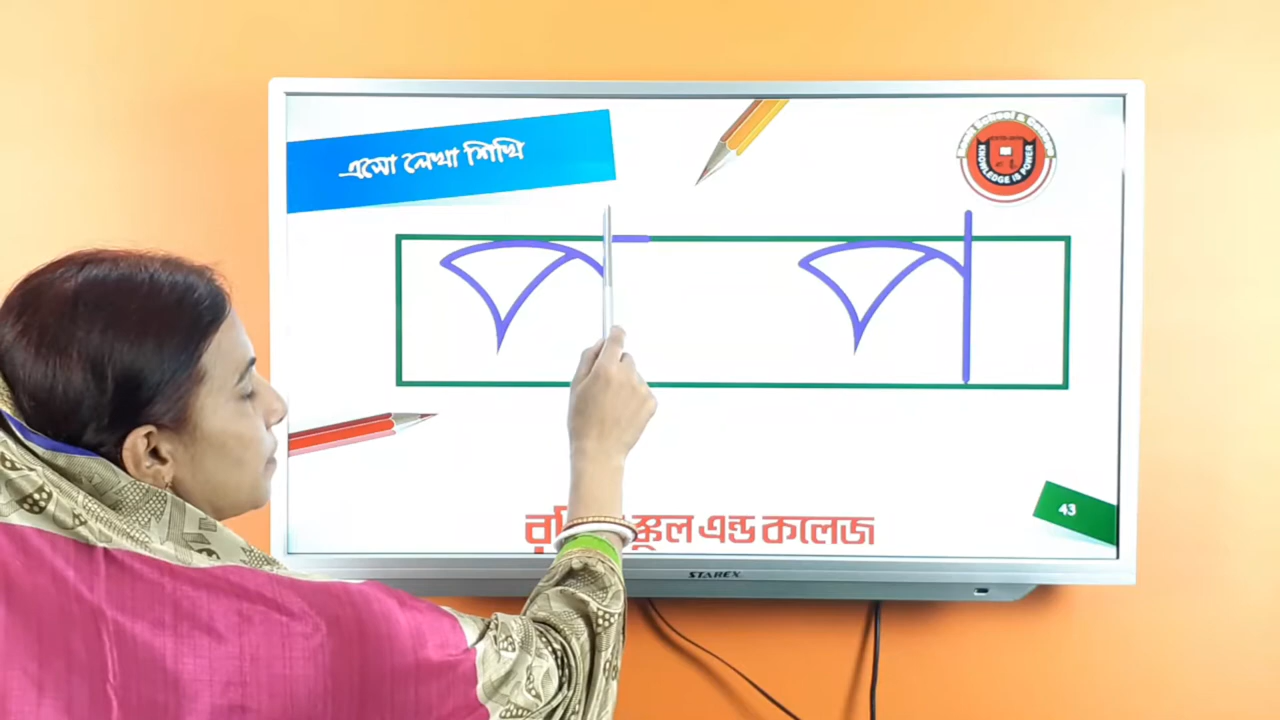 এসো লেখা শিখি
KNOWLEDGE IS POWER
স্কুল এন্ড কলেজ
43
STAREX